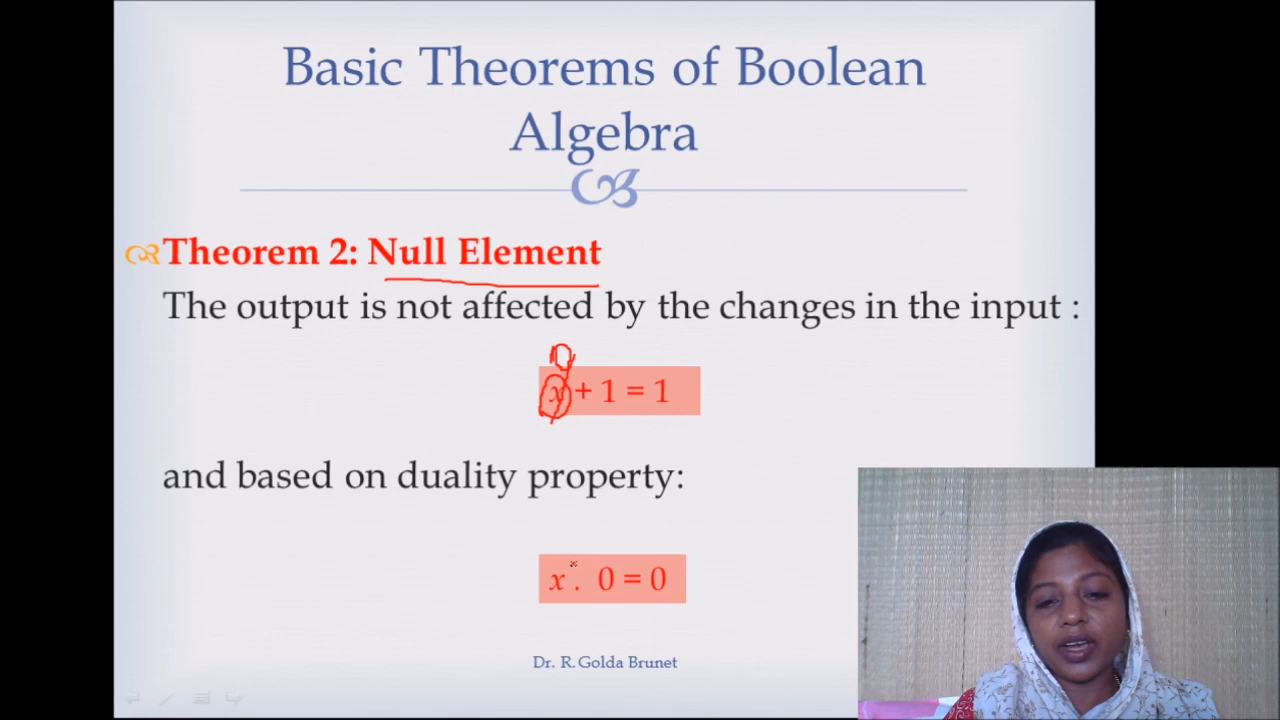 Basic Theorems of Boolean
Algebra
Theorem 2: Null Element
The output is not affected by the changes in the input :
x + 1 = 1
and based on duality property:
x . 0 = 0
Dr. R. Golda Brunet